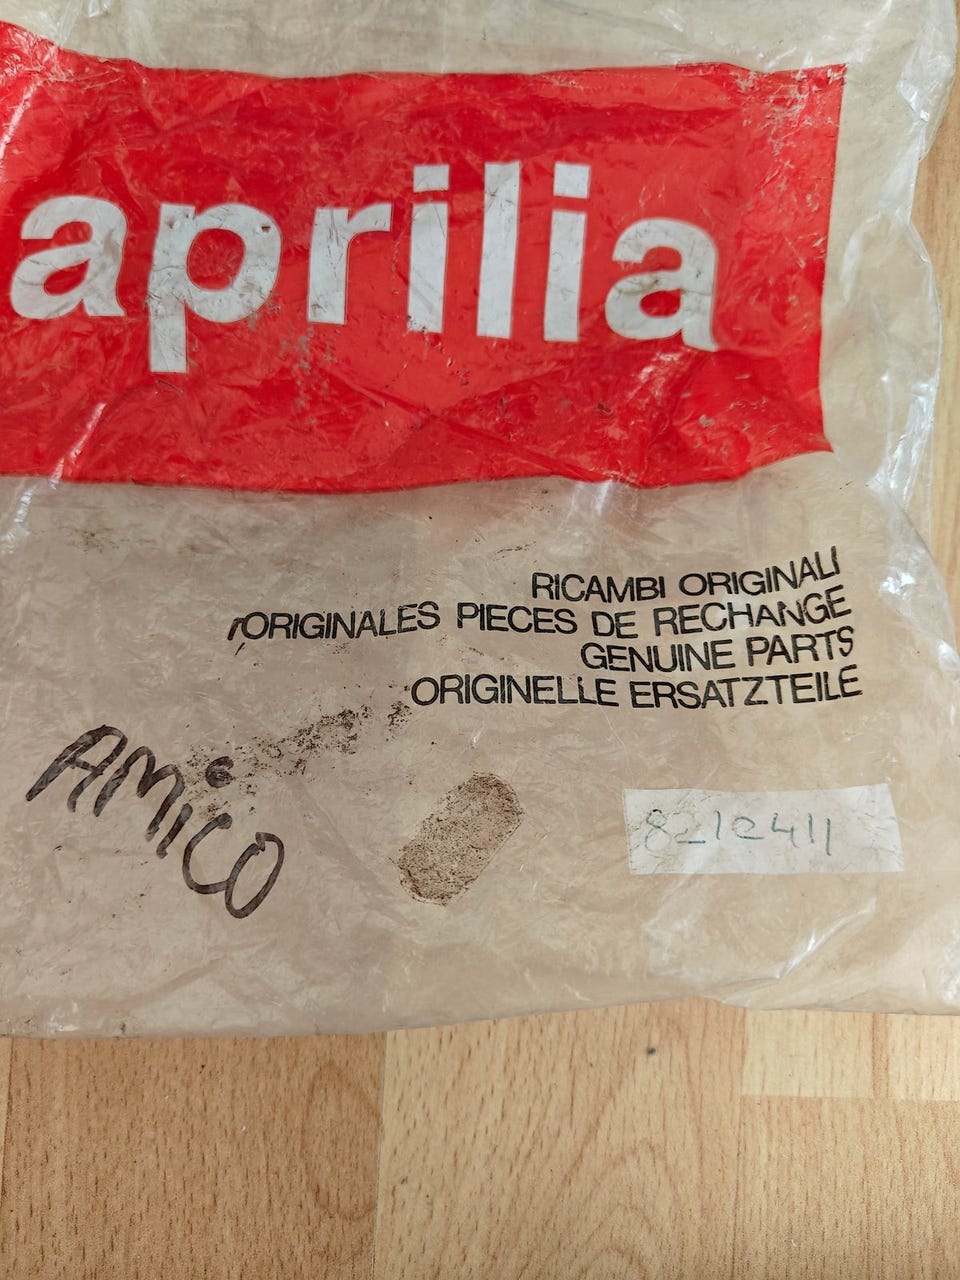 aprilia
RICAMBI ORIGINALI
ORIGINALES PIECES DE RECHANGE
GENUINE PARTS
ORIGINELLE ERSATZTEILE
AMiCO
8212411